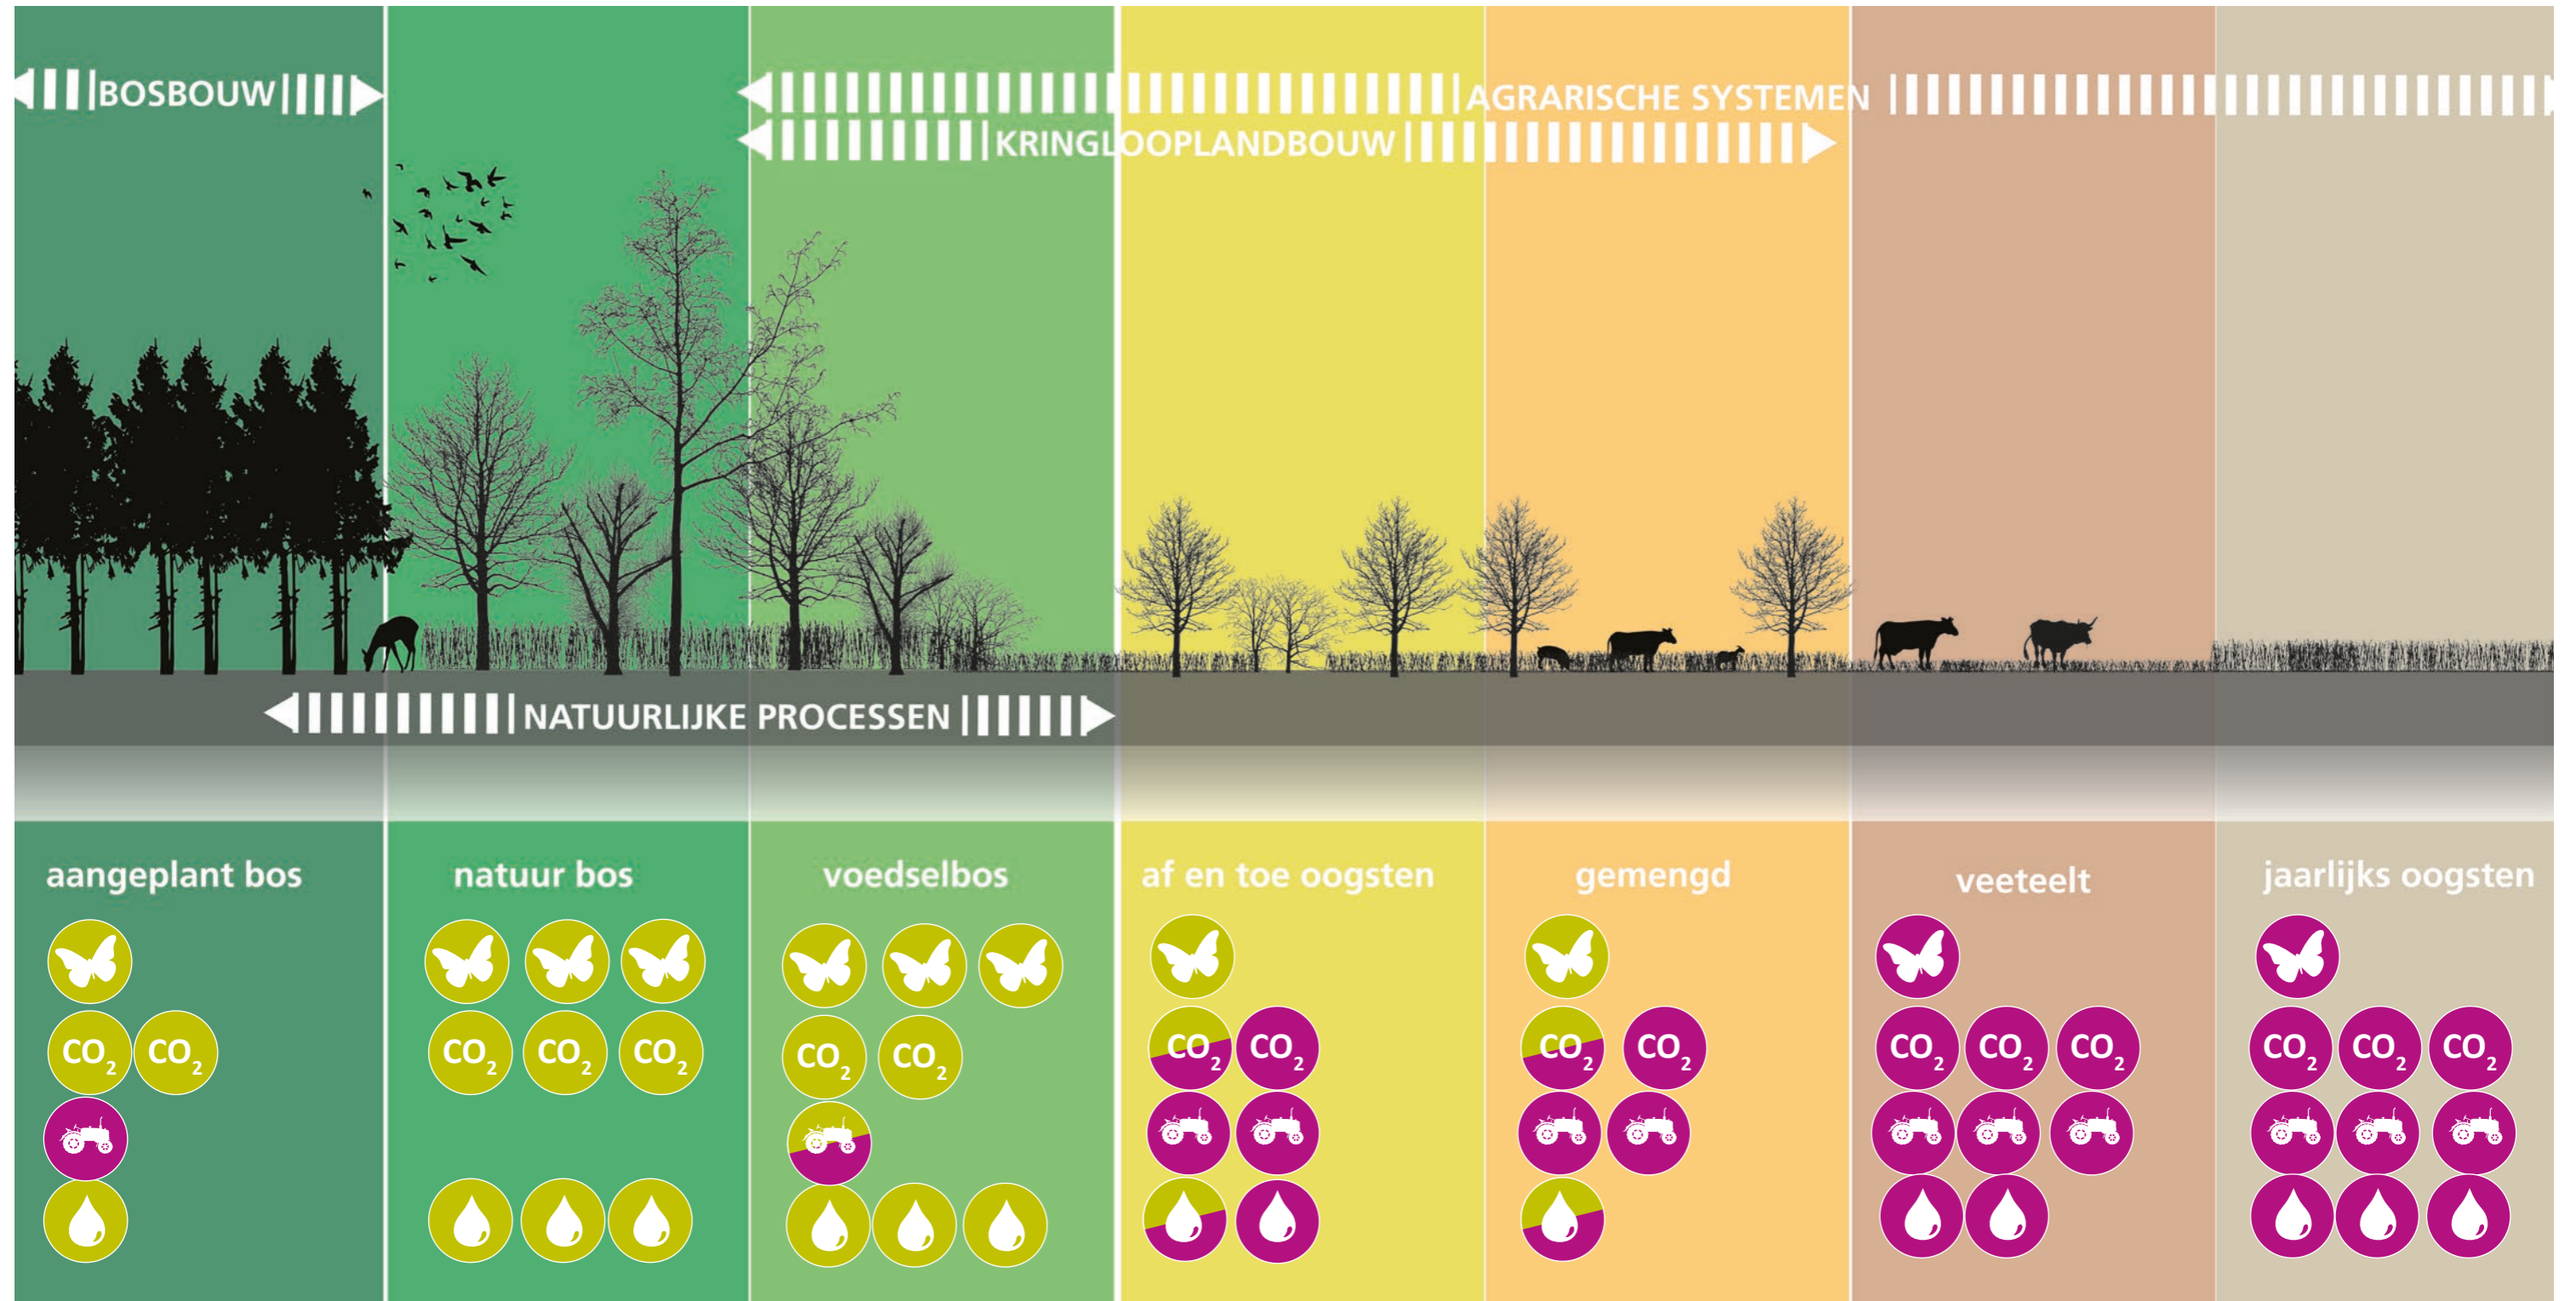 BOSBOUW
AGRARISCHE SYSTEMEN
KRINGLOOPLANDBOUW
NATUURLIJKE PROCESSEN
aangeplant bos
natuur bos
voedselbos
af en toe oogsten
gemengd
veeteelt
jaarlijks oogsten
CO2 CO2
CO2 CO2 CO2
CO2 CO2
CO2 CO2
CO2 CO2
CO2 CO2 CO2
CO2 CO2 CO2